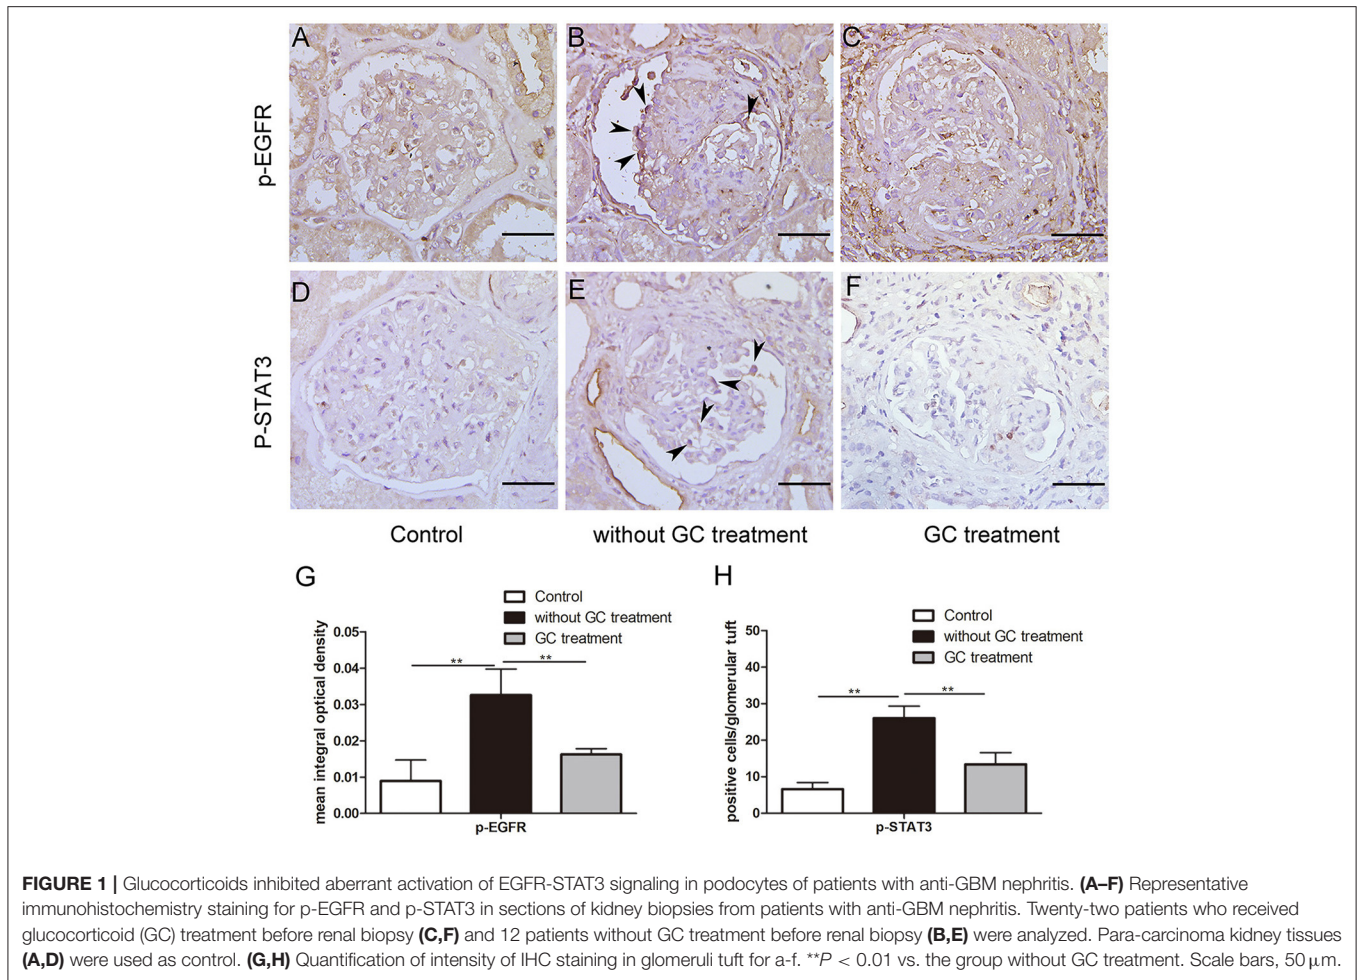 A
B
C
p-EGFR
D
E
F
P-STAT3
Control
without GC treatment
GC treatment
G
Control
without GC treatment
GC treatment
mean integral optical density
0.05
0.04
0.03
0.02
0.01
0.00
**
**
p-EGFR
H
Control
without GC treatment
GC treatment
positive cells/glomerular tuft
50
40
30
20
10
0
**
**
p-STAT3
FIGURE 1 | Glucocorticoids inhibited aberrant activation of EGFR-STAT3 signaling in podocytes of patients with anti-GBM nephritis. (A–F) Representative
immunohistochemistry staining for p-EGFR and p-STAT3 in sections of kidney biopsies from patients with anti-GBM nephritis. Twenty-two patients who received
glucocorticoid (GC) treatment before renal biopsy (C,F) and 12 patients without GC treatment before renal biopsy (B,E) were analyzed. Para-carcinoma kidney tissues
(A,D) were used as control. (G,H) Quantification of intensity of IHC staining in glomeruli tuft for a-f. **P < 0.01 vs. the group without GC treatment. Scale bars, 50 μm.